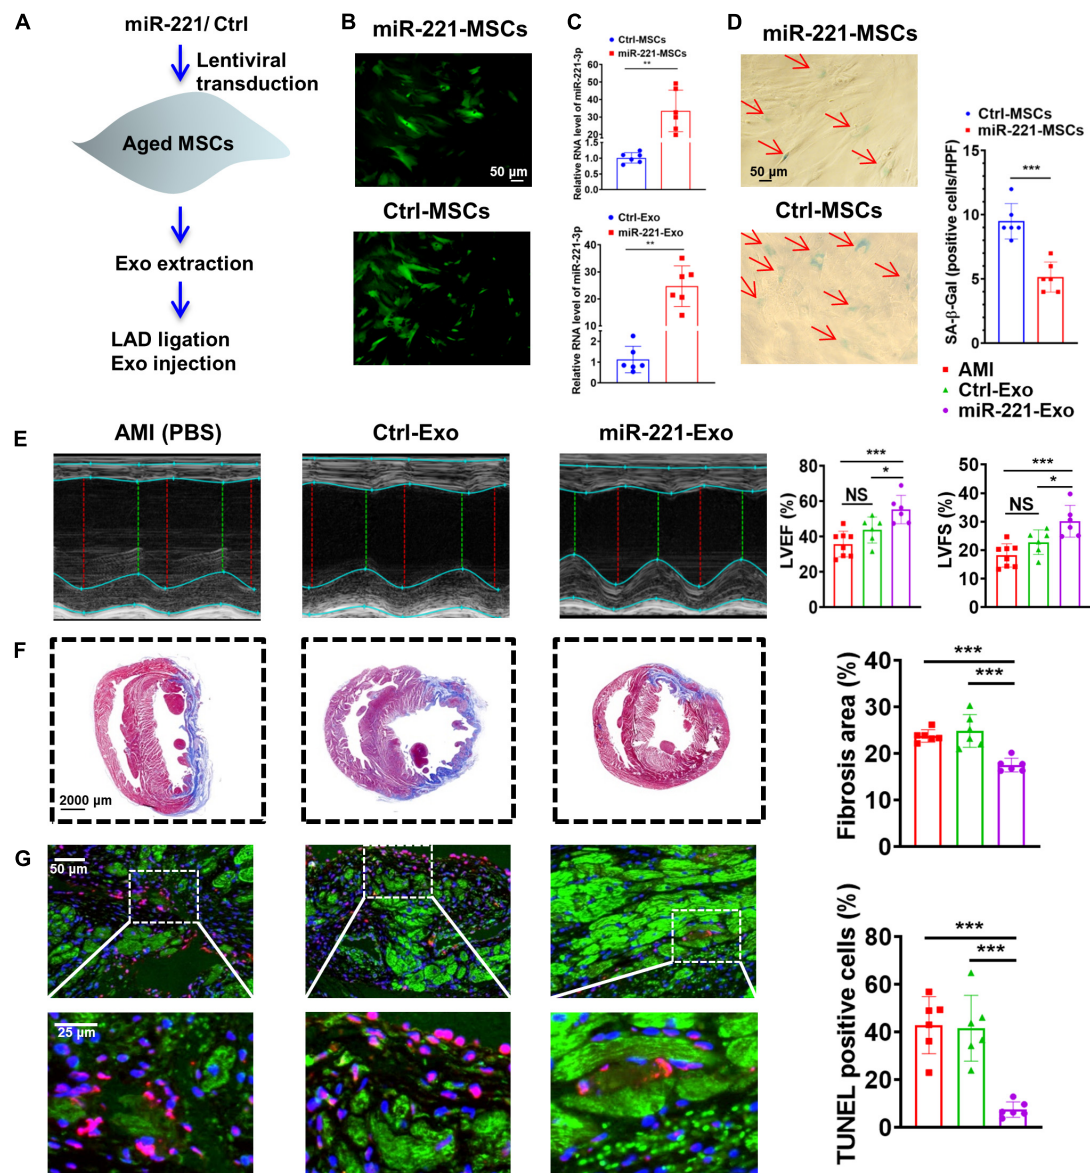 A
miR-221/ Ctrl
Lentiviral
transduction
Aged MSCs
Exo extraction
LAD ligation
Exo injection
B
miR-221-MSCs
50 µm
Ctrl-MSCs
C
Ctrl-MSCs
miR-221-MSCs
Relative RNA level of miR-221-3p
60
50
40
30
20
1.5
1.0
0.5
0.0
**
Ctrl-Exo
miR-221-Exo
Relative RNA level of miR-221-3p
40
30
20
10
2
1
0
**
D
miR-221-MSCs
50 µm
Ctrl-MSCs
Ctrl-MSCs
miR-221-MSCs
SA-β-Gal (positive cells/HPF)
15
10
5
0
***
AMI
Ctrl-Exo
miR-221-Exo
E
AMI (PBS)
Ctrl-Exo
miR-221-Exo
LVEF (%)
80
60
40
20
0
***
*
NS
LVFS (%)
50
40
30
20
10
0
***
*
NS
F
2000 µm
Fibrosis area (%)
40
30
20
10
0
***
***
G
50 µm
25 µm
TUNEL positive cells (%)
80
60
40
20
0
***
***